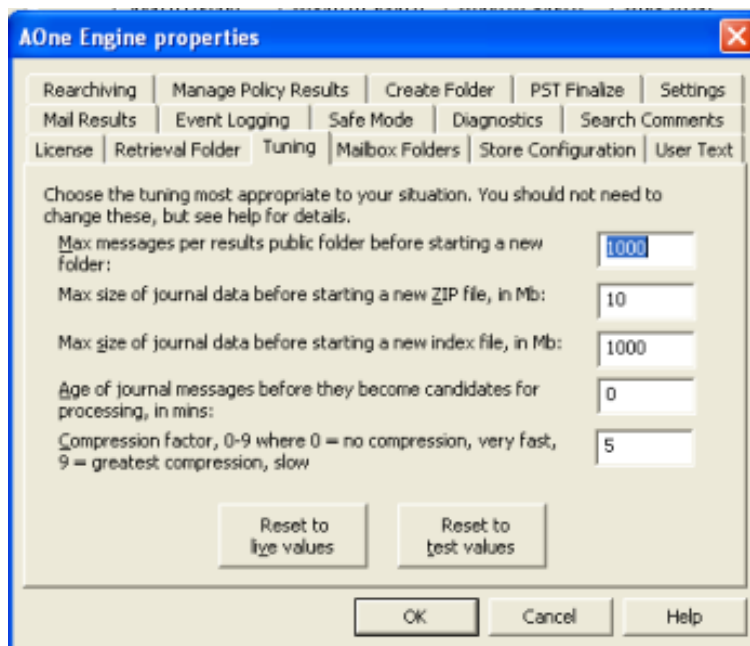 AOne Engine properties
Rearchiving Manage Policy Results Create Folder PST Finalize Settings
Mail Results Event Logging Safe Mode Diagnostics Search Comments
License Retrieval Folder Tuning Mailbox Folders Store Configuration User Text
Choose the tuning most appropriate to your situation. You should not need to
change these, but see help for details.
Max messages per results public folder before starting a new
folder:
1000
Max size of journal data before starting a new ZIP file, in Mb:
10
Max size of journal data before starting a new index file, in Mb:
1000
Age of journal messages before they become candidates for
processing, in mins:
0
Compression factor, 0-9 where 0 = no compression, very fast,
9 = greatest compression, slow
5
Reset to
live values
Reset to
test values
OK Cancel Help